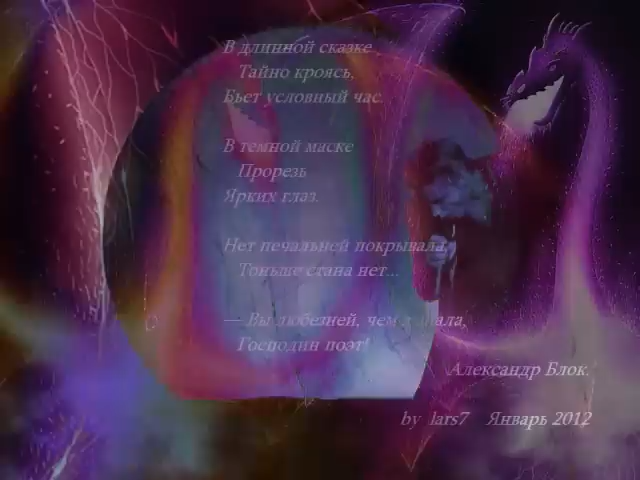 В длинной сказке
Тайно кроясь,
Бьет условный час.
В темной маске
Прорезь
Ярких глаз.
Нет печальней покрывала,
Тоньше стана нет...
— Вы любезней, чем я знала,
Господин поэт!
Александр Блок.
by lars7 Январь 2012